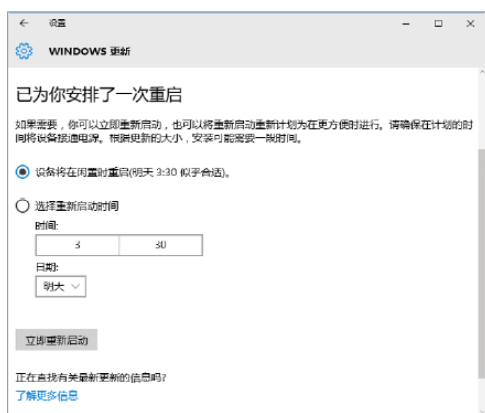 设置
WINDOWS 更新
已为你安排了一次重启
如果需要，你可以立即重新启动，也可以将重新启动重新计划为在更方便时进行。请确保在计划的时
间将设备接通电源。根据更新的大小，安装可能需要一段时间。
设备将在闲置时重启(明天 3:30 似乎合适)。
选择重新启动时间
时间:
3 30
日期:
明天
立即重新启动
正在查找有关最新更新的信息吗?
了解更多信息